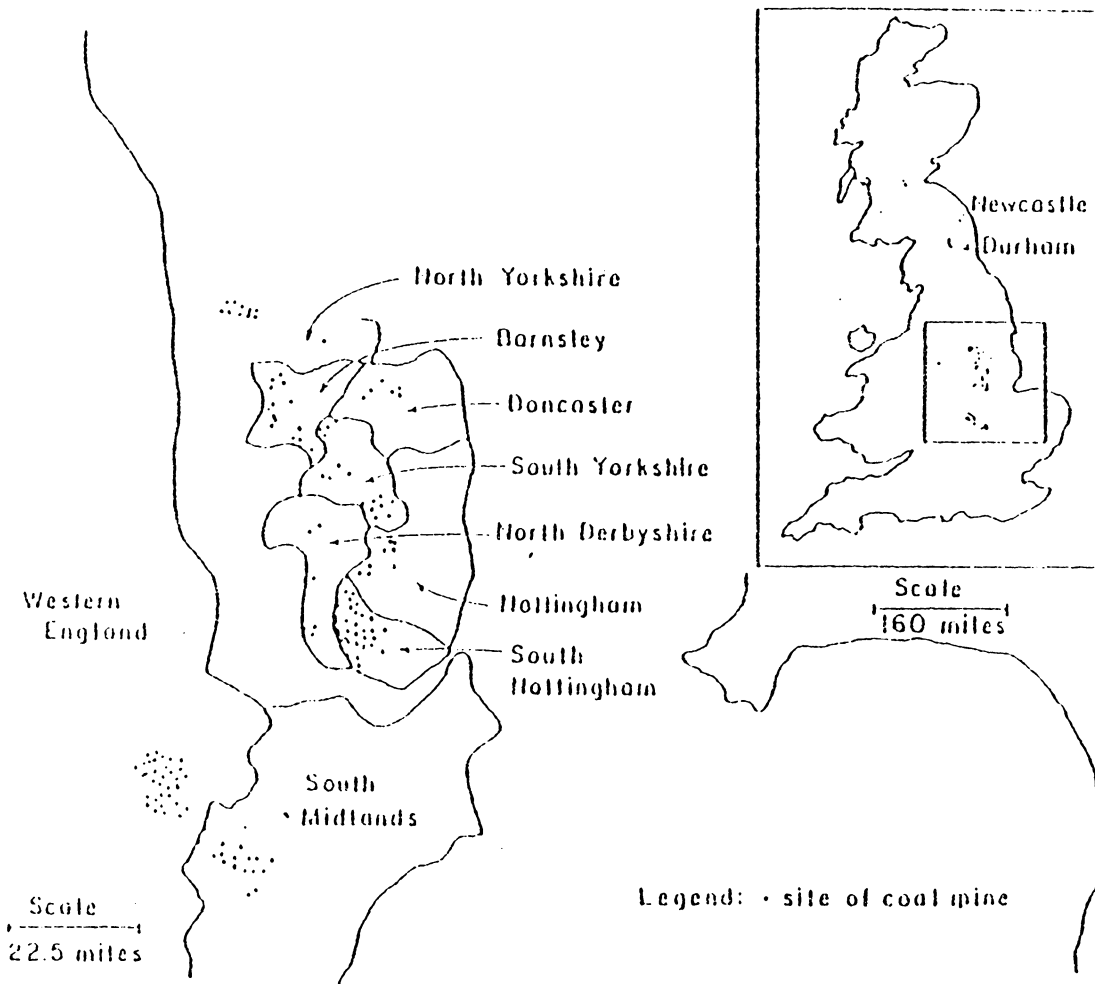 Newcastle
Durham
North Yorkshire
Barnsley
Doncaster
South Yorkshire
North Derbyshire
Nottingham
South
Nottingham
Western
England
South
Midlands
Scale
160 miles
Scale
22.5 miles
Legend: • site of coal mine